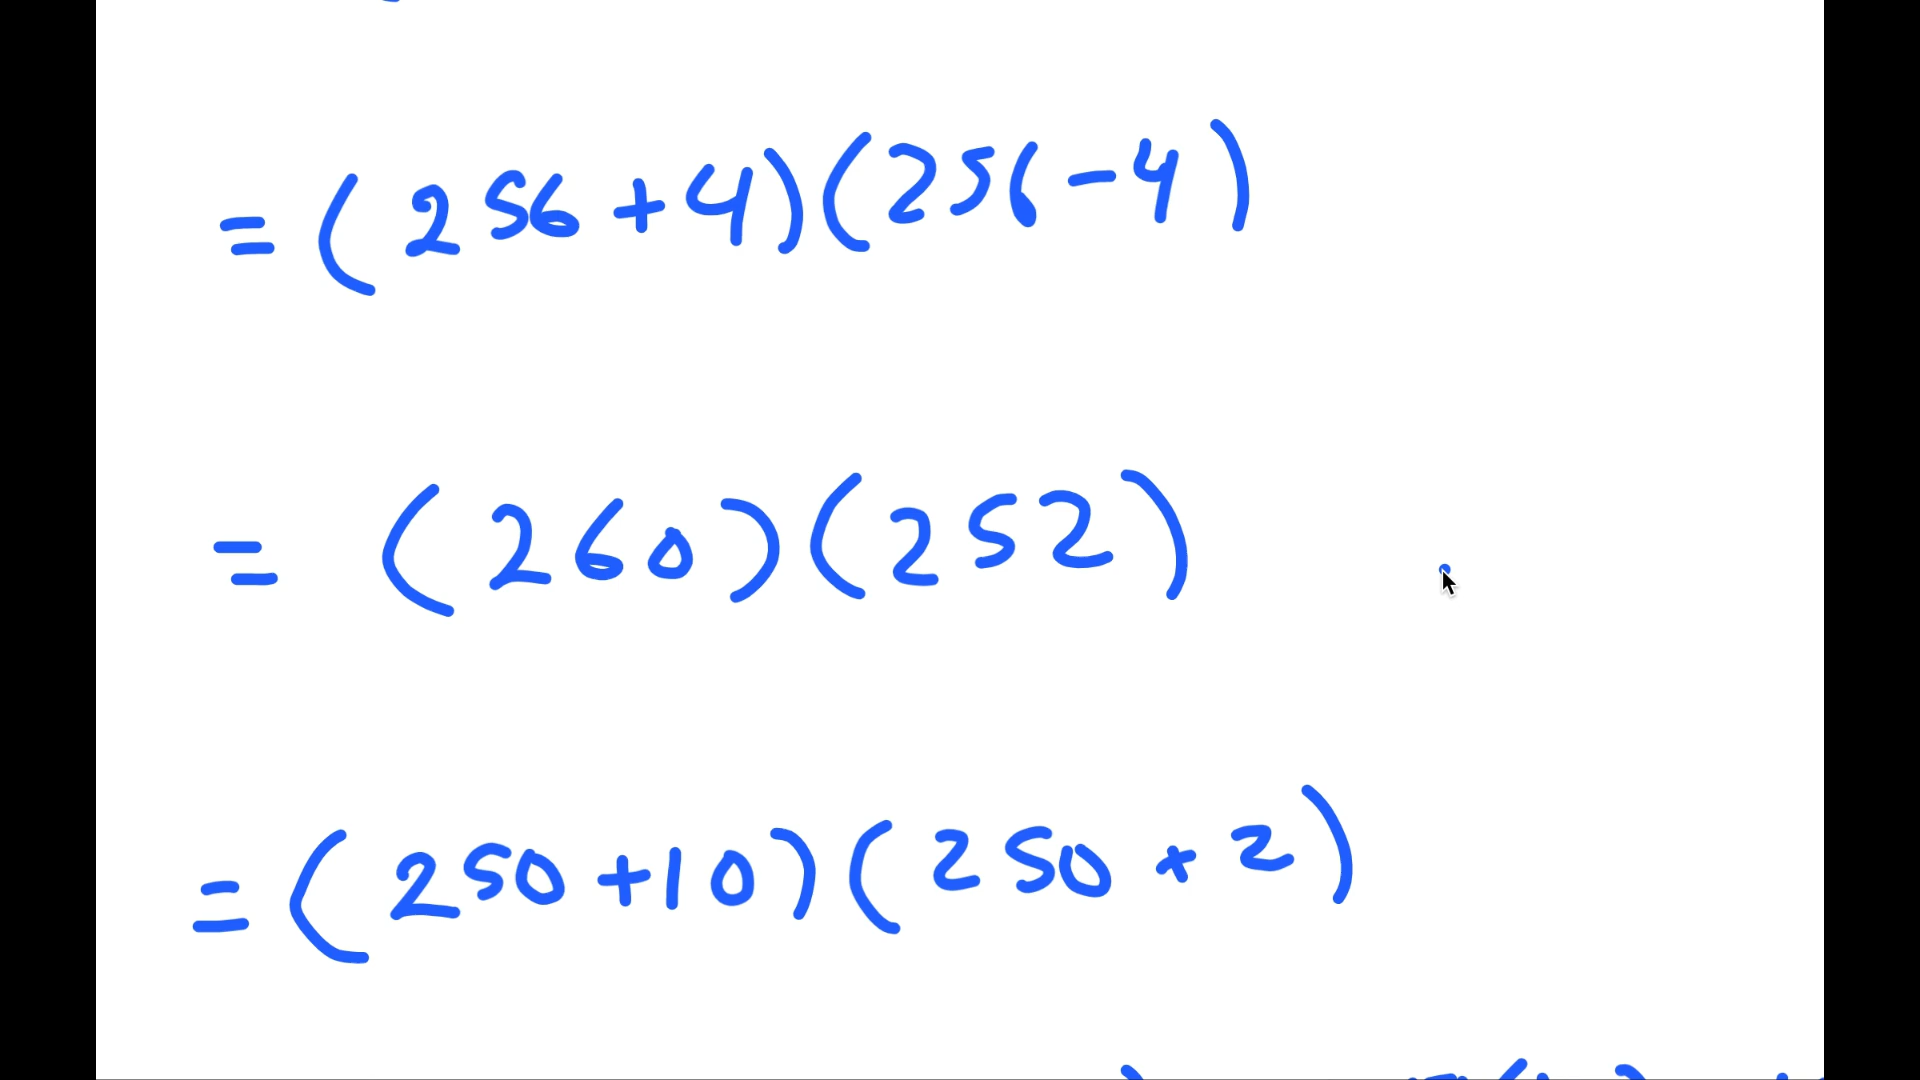 = (256+4)(256-4)
= (260)(252)
= (250+10)(250+2)